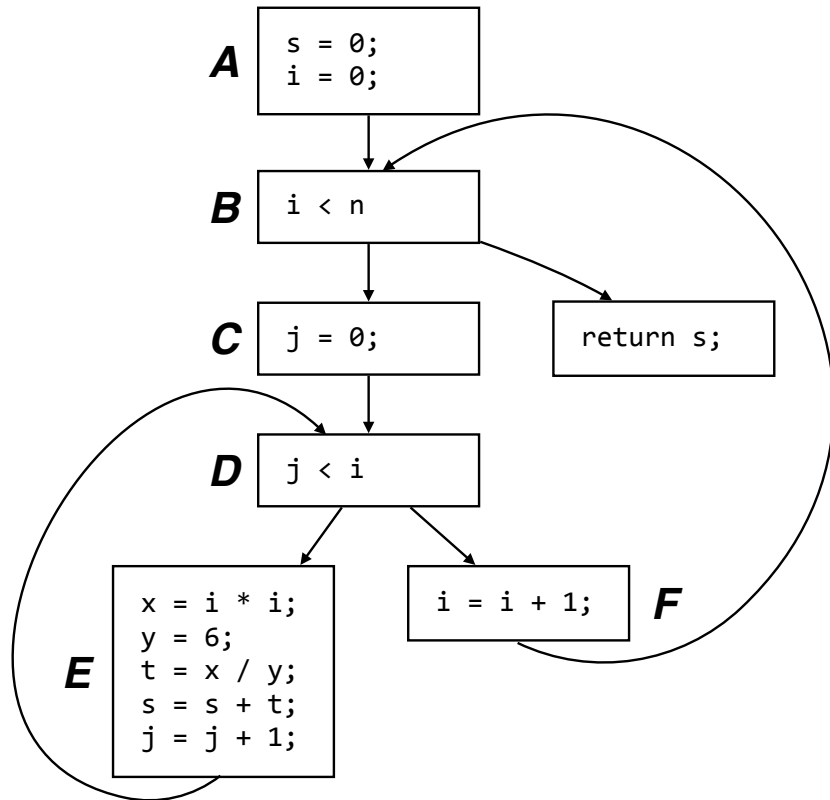 A
s = 0;
i = 0;
B
i < n
C
j = 0;
return s;
D
j < i
E
x = i * i;
y = 6;
t = x / y;
s = s + t;
j = j + 1;
i = i + 1;
F